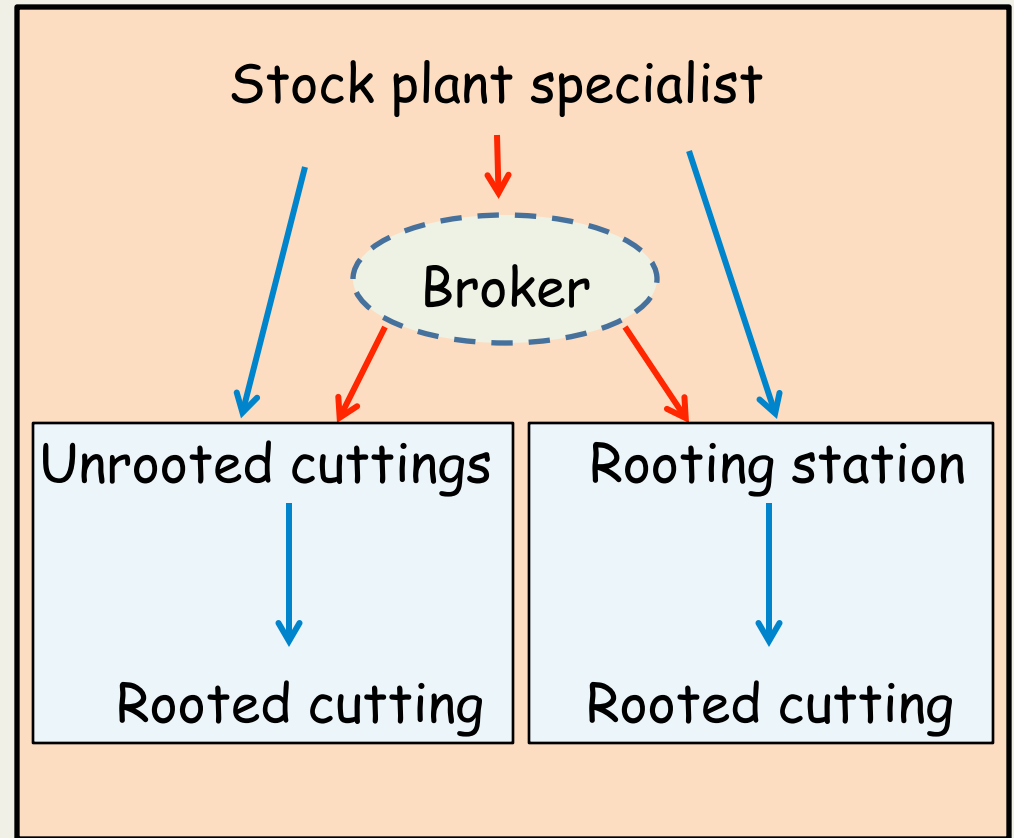 Stock plant specialist
Broker
Unrooted cuttings
Rooted cutting
Rooting station
Rooted cutting